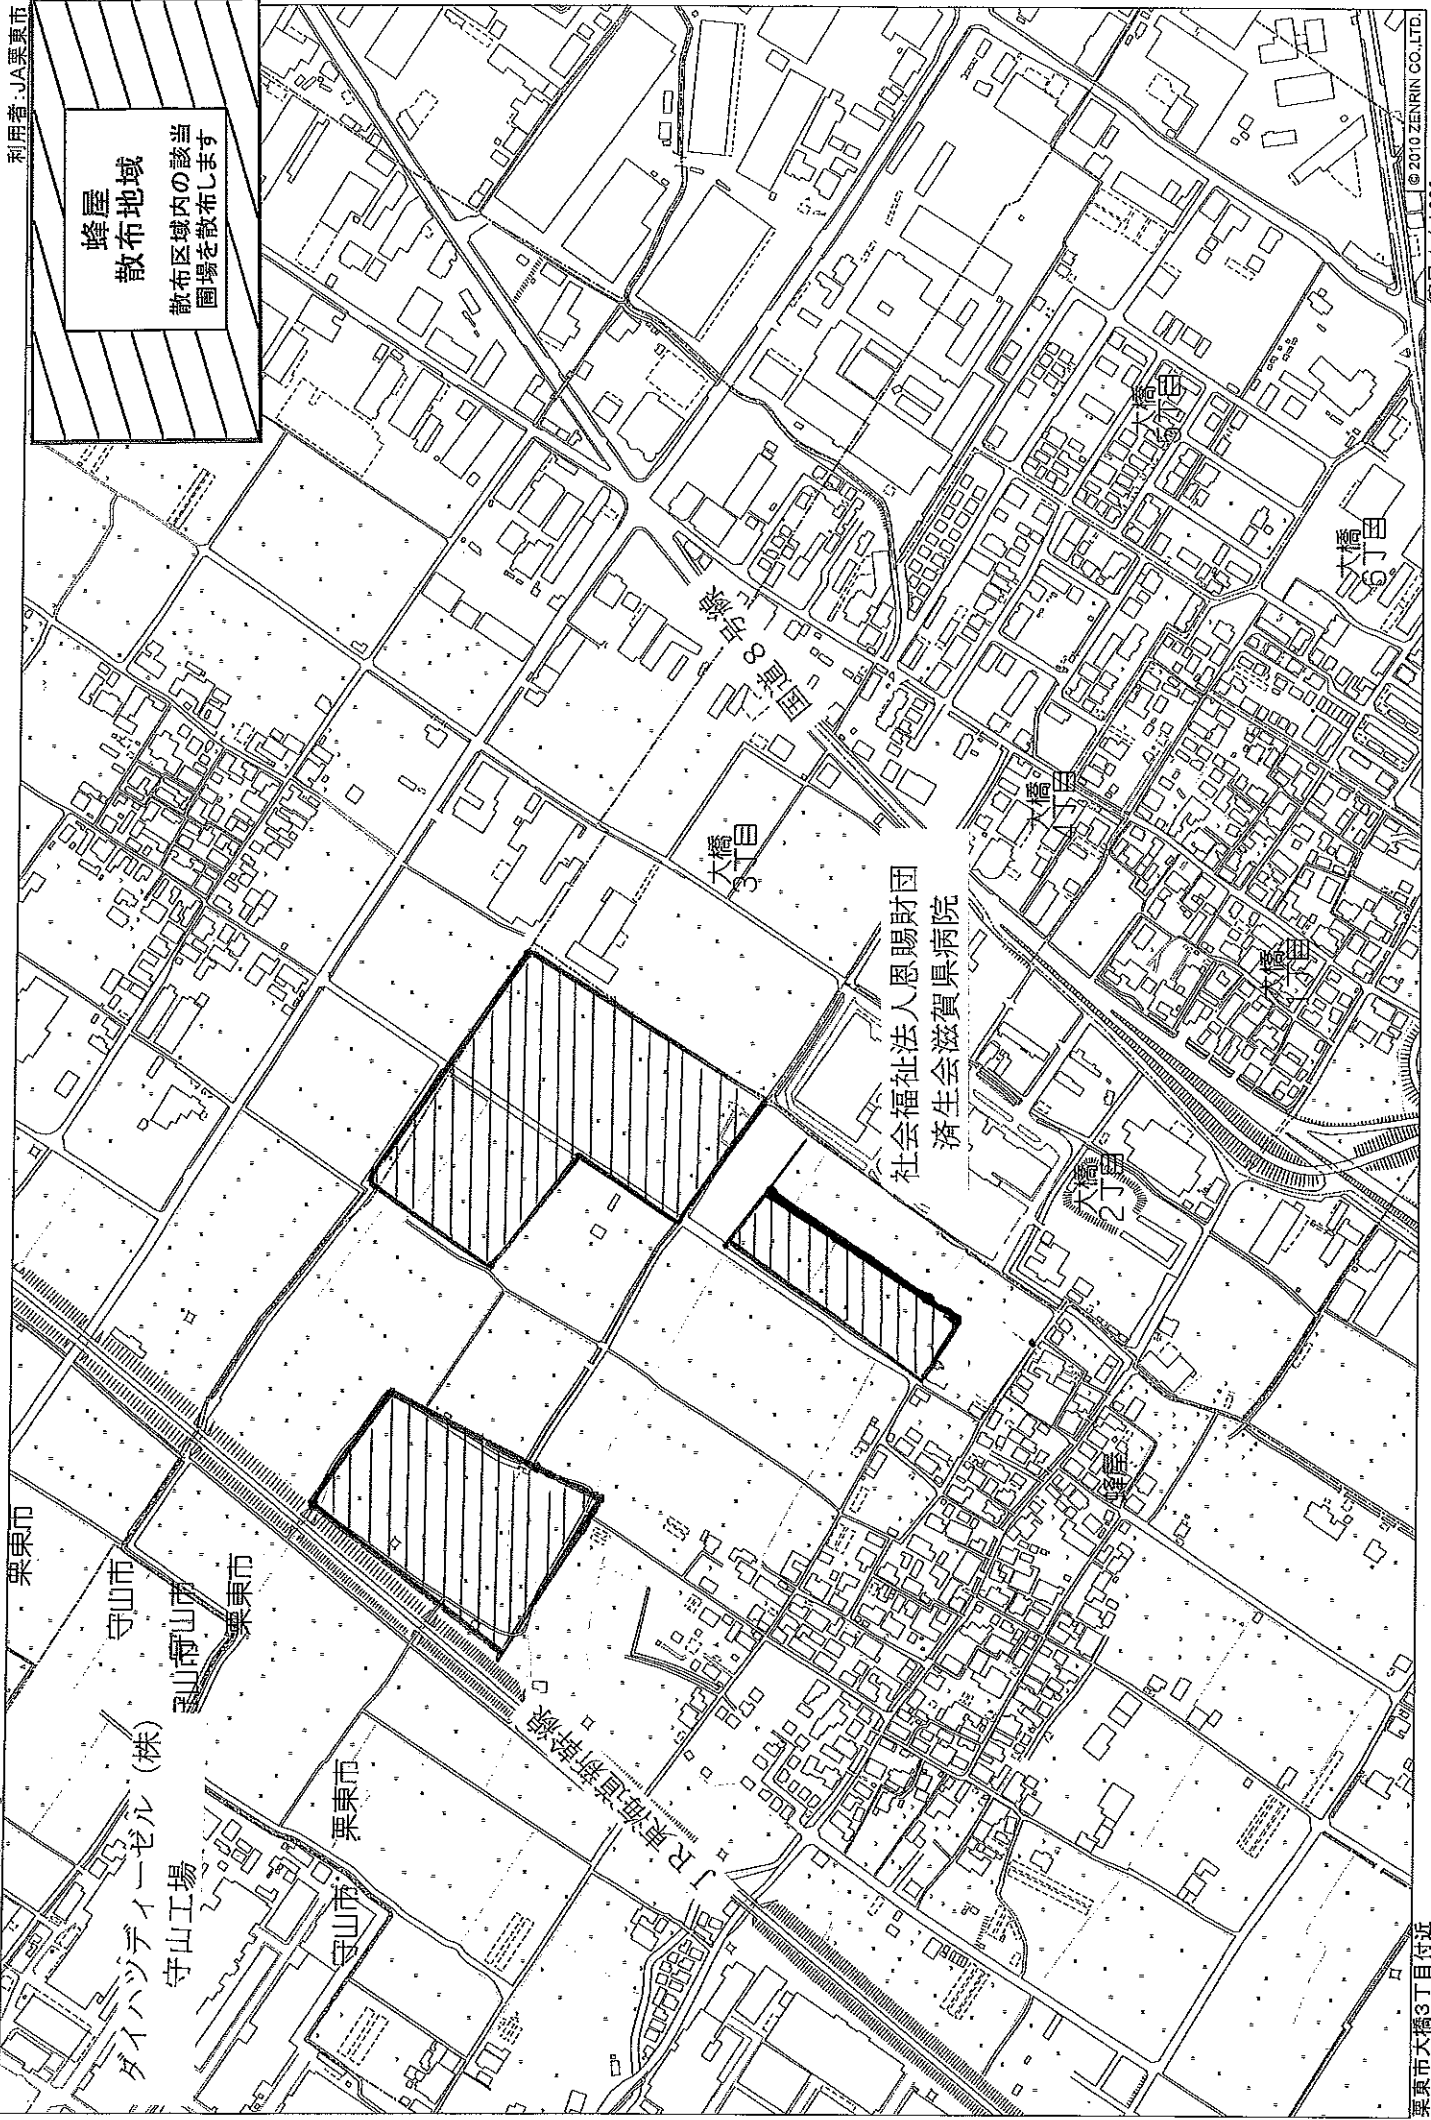 利用者:JA栗東市
蜂屋
散布地域
散布区域内の該当
圃場を散布します
栗東市
守山市
守山市
守山市
栗東市
ダイハツディーゼル (株)
守山工場
栗東市
守山市
JR東海道新幹線
国道8号線
大橋
3丁目
社会福祉法人恩賜財団
済生会滋賀県病院
大橋
5丁目
大橋
6丁目
大橋
4丁目
大橋
1丁目
大橋
2丁目
蜂屋
栗東市大橋3丁目付近
© 2010 ZENRIN CO.,LTD.